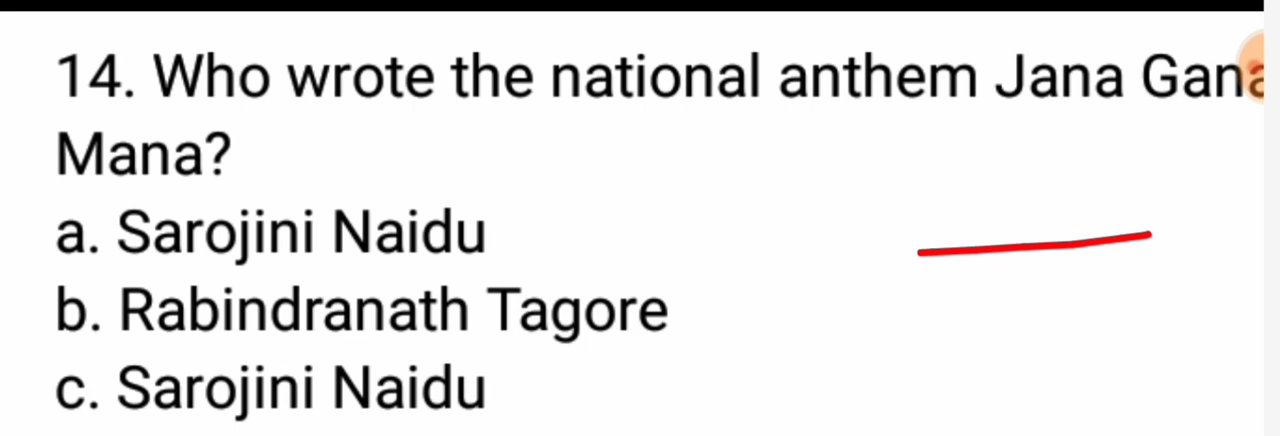 14. Who wrote the national anthem Jana Gana
Mana?
a. Sarojini Naidu
b. Rabindranath Tagore
c. Sarojini Naidu